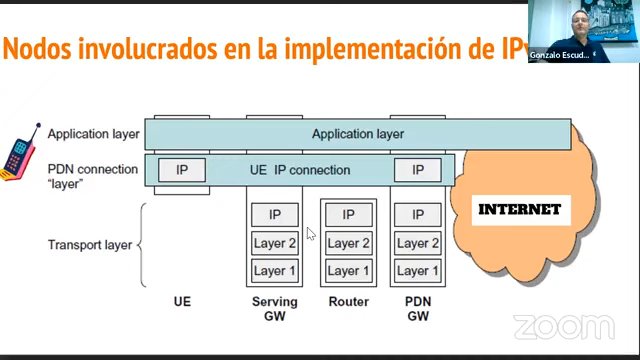 Nodos involucrados en la implementación de IPv
Gonzalo Escud...
Application layer
Application layer
PDN connection
"layer"
IP
UE IP connection
IP
INTERNET
Transport layer
IP
IP
IP
Layer 2
Layer 2
Layer 2
Layer 1
Layer 1
Layer 1
UE
Serving
GW
Router
PDN
GW
zoom